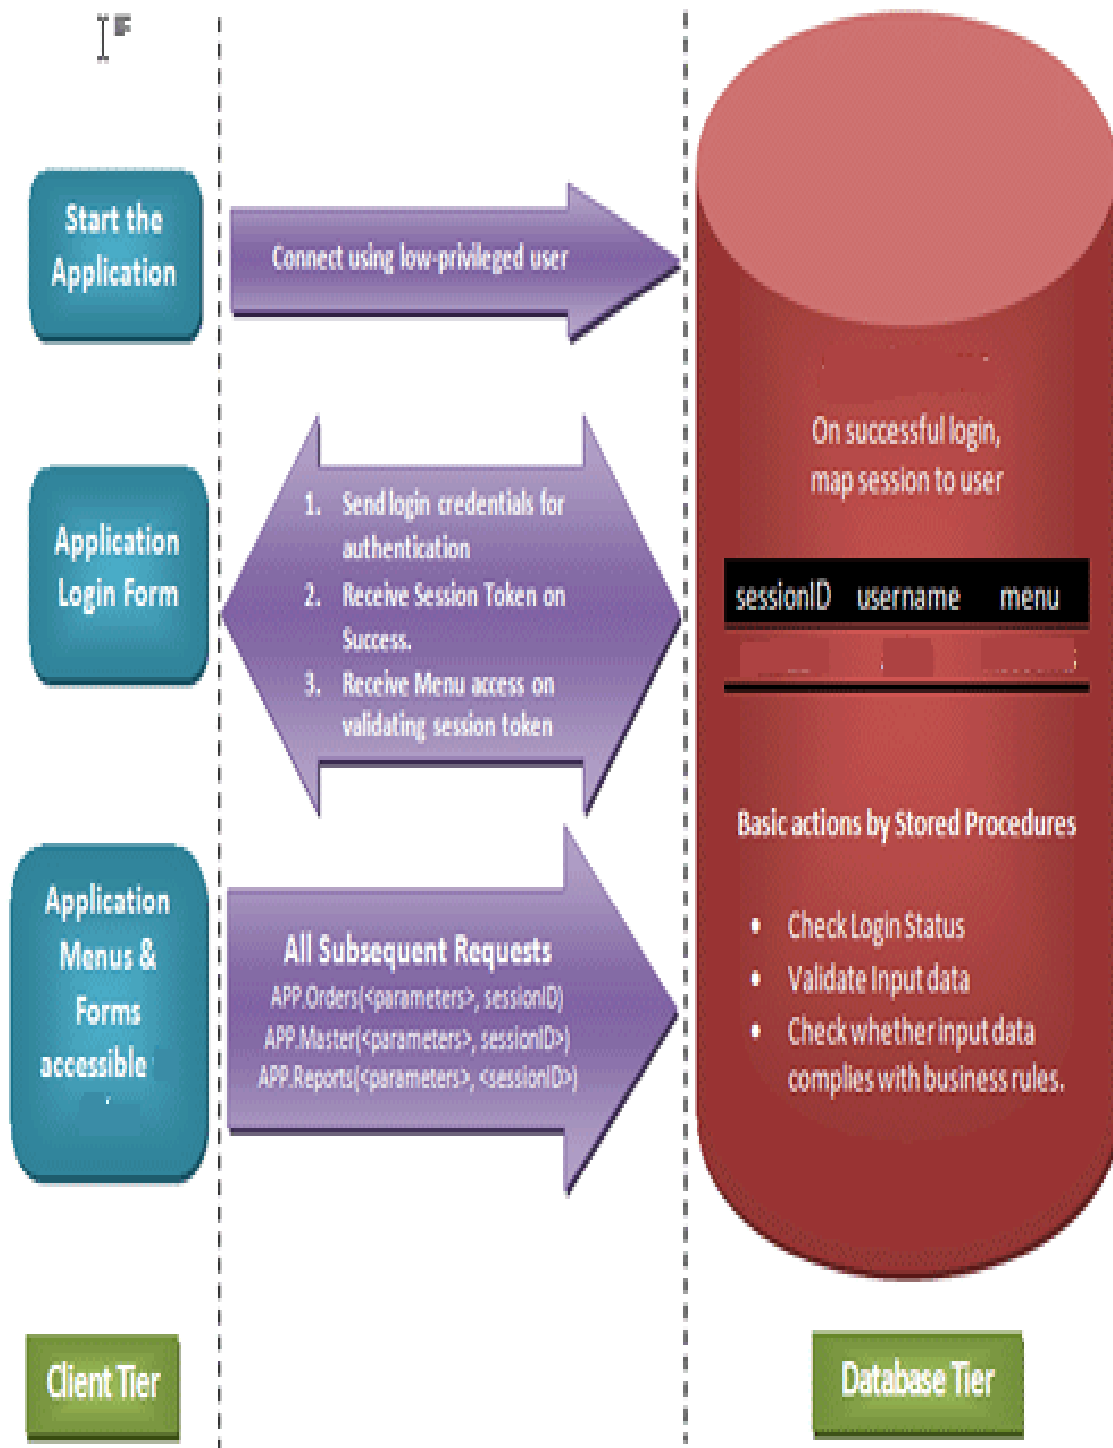 Start the
Application
Connect using low-privileged user
On successful login,
map session to user
Application
Login Form
1. Send login credentials for
authentication
2. Receive Session Token on
Success.
3. Receive Menu access on
validating session token
sessionID username menu
Basic actions by Stored Procedures
• Check Login Status
• Validate Input data
• Check whether input data
complies with business rules.
Application
Menus &
Forms
accessible
All Subsequent Requests
APP.Orders(<parameters>, sessionID)
APP.Master(<parameters>, sessionID>)
APP.Reports(<parameters>, <sessionID>)
Client Tier
Database Tier